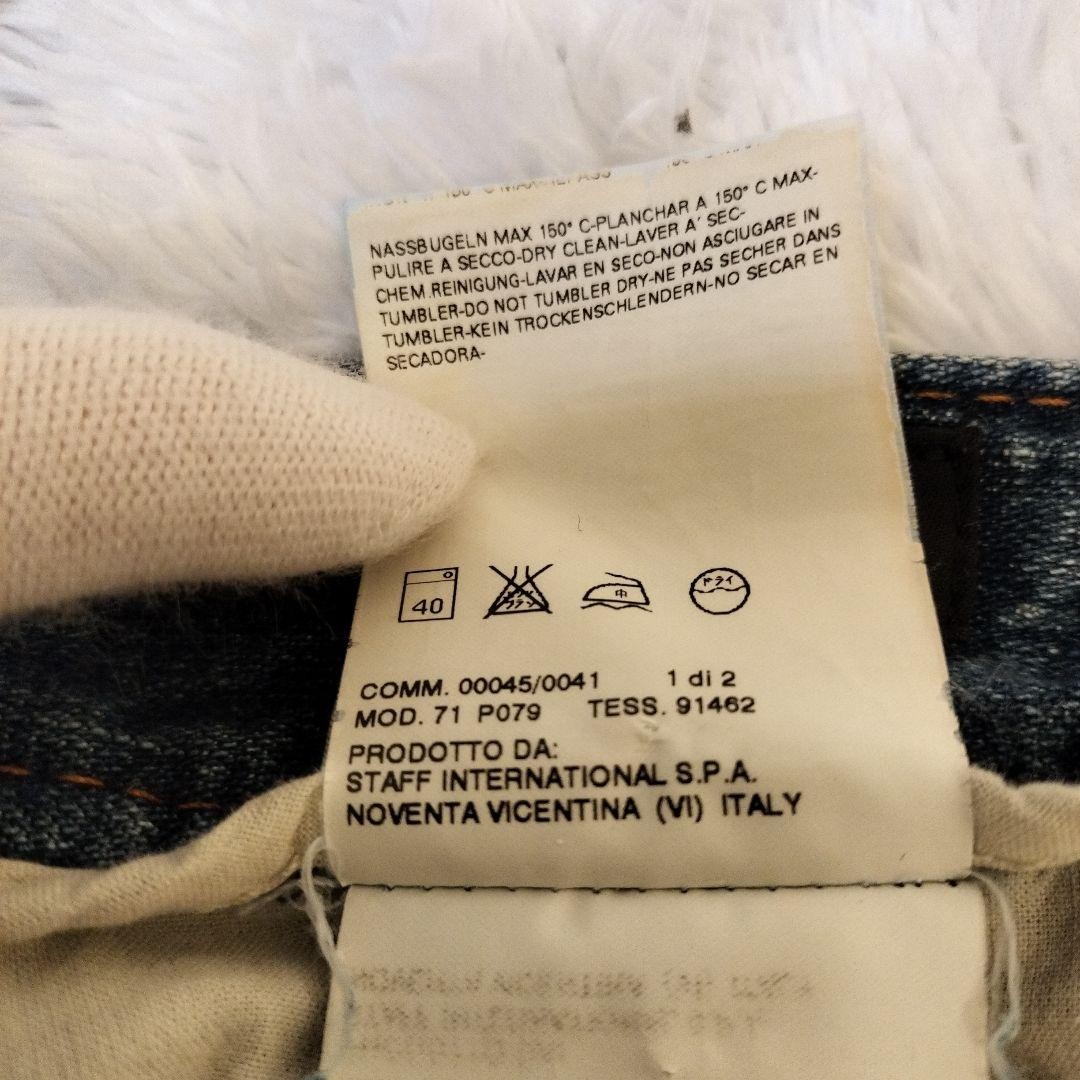 NASSBUGELN MAX 150° C-PLANCHAR A 150° C MAX-
PULIRE A SECCO-DRY CLEAN-LAVER A' SEC-
CHEM.REINIGUNG-LAVAR EN SECO-NON ASCIUGARE IN
TUMBLER-DO NOT TUMBLER DRY-NE PAS SECHER DANS
TUMBLER-KEIN TROCKENSCHLENDERN-NO SECAR EN
SECADORA-
40
中
ドライ
COMM. 00045/0041 1 di 2
MOD. 71 P079 TESS. 91462
PRODOTTO DA:
STAFF INTERNATIONAL S.P.A.
NOVENTA VICENTINA (VI) ITALY